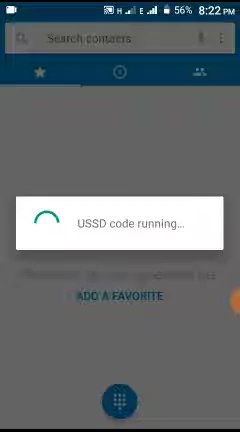 H E 56% 8:22 PM
Search contacts
USSD code running...
ADD A FAVORITE